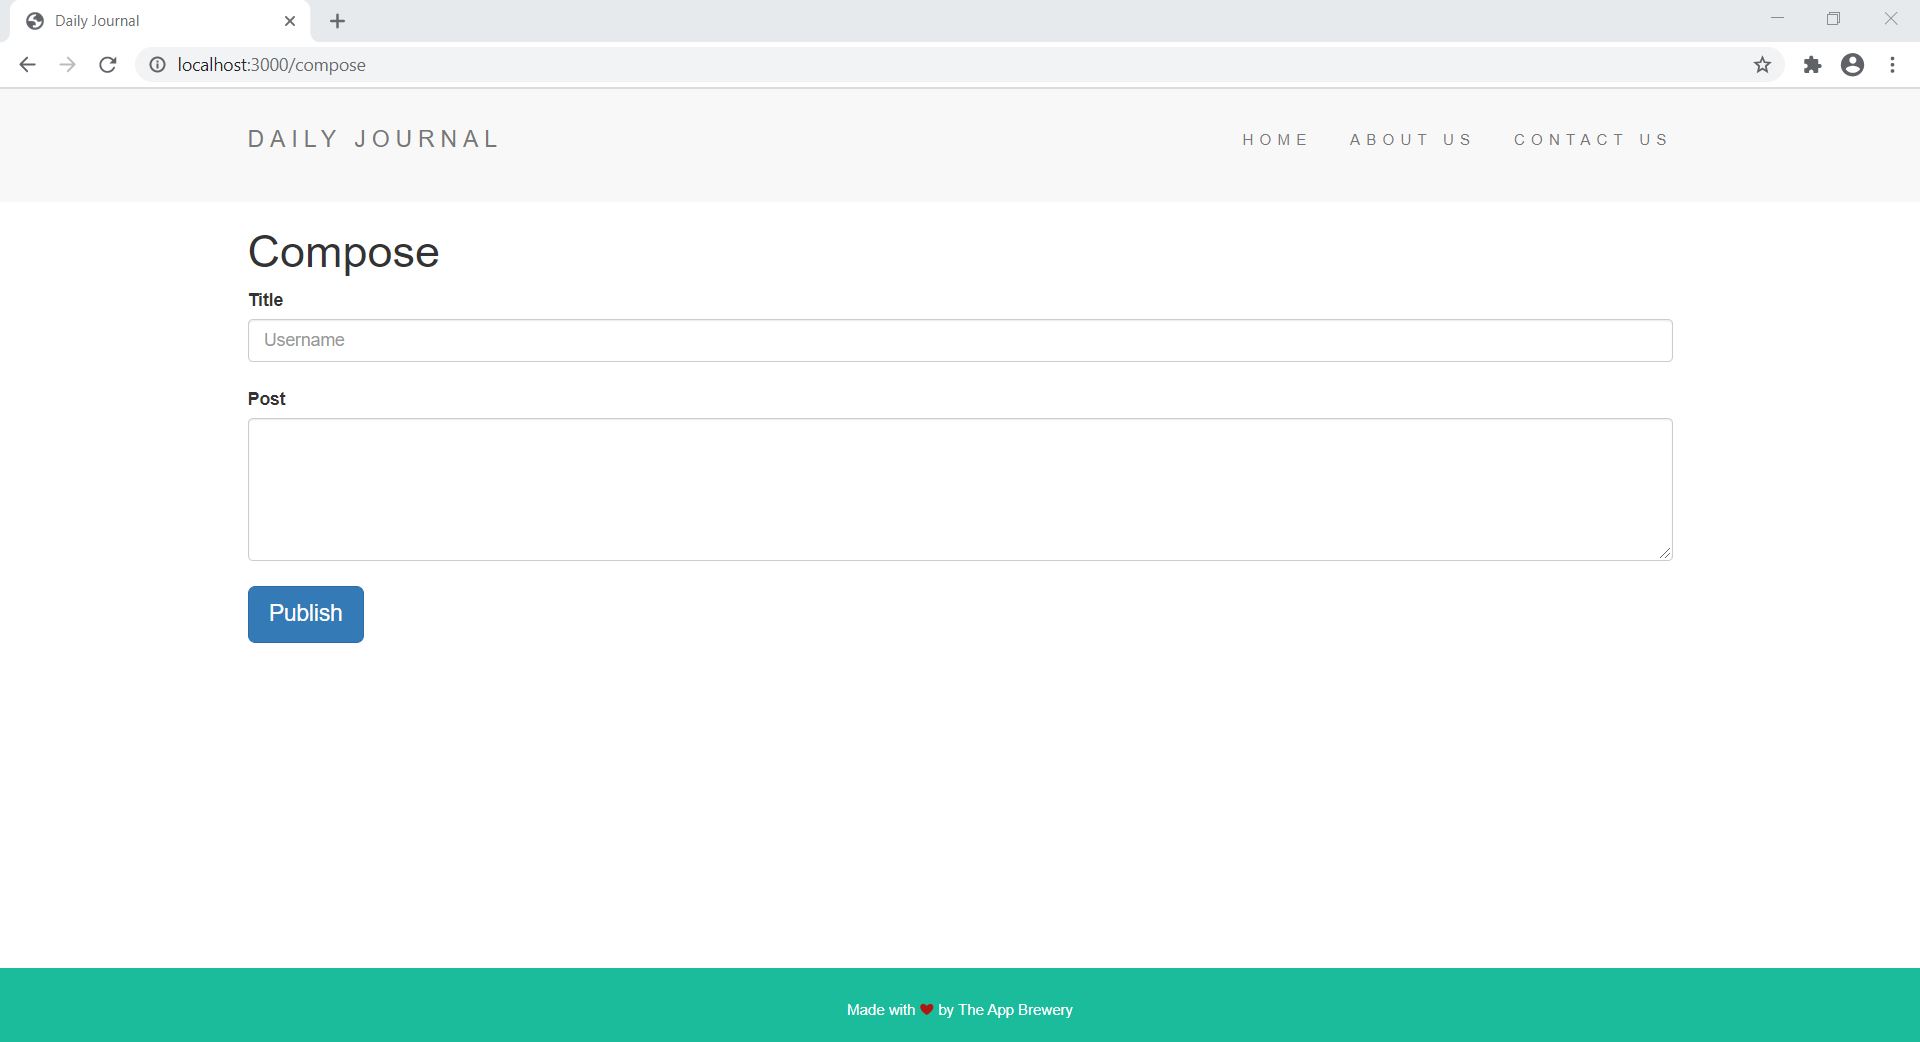 Daily Journal
localhost:3000/compose
DAILY JOURNAL
HOME ABOUT US CONTACT US
Compose
Title
Username
Post
Publish
Made with ❤ by The App Brewery